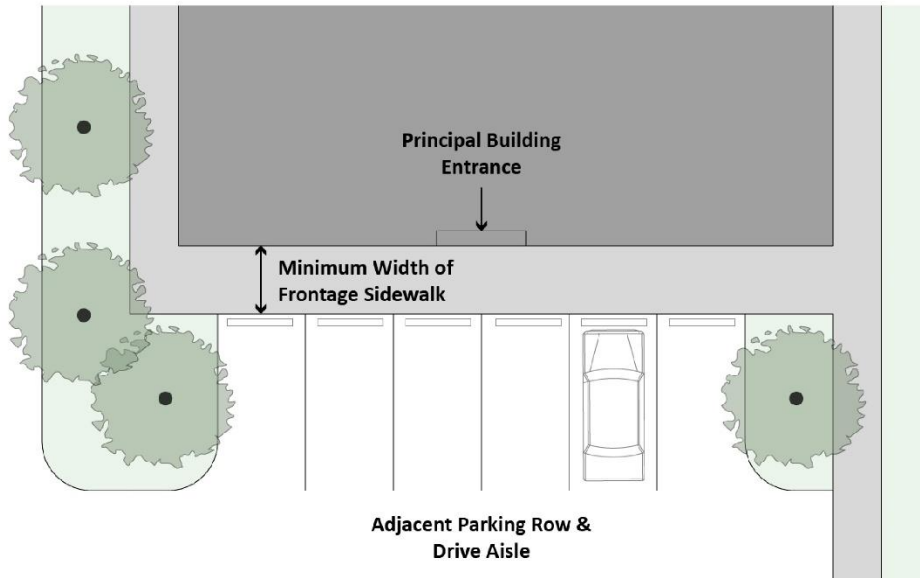 Principal Building
Entrance
Minimum Width of
Frontage Sidewalk
Adjacent Parking Row &
Drive Aisle